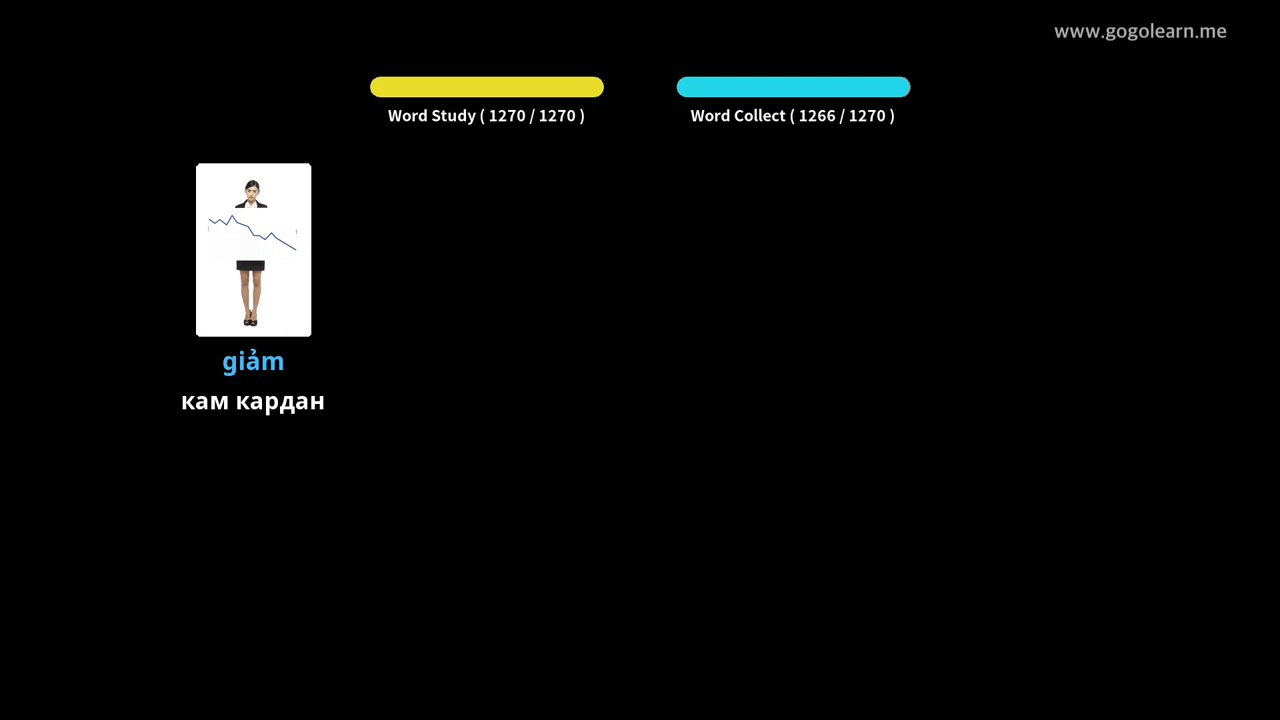 www.gogolearn.me
Word Study ( 1270 / 1270 )
Word Collect ( 1266 / 1270 )
giảm
кам кардан